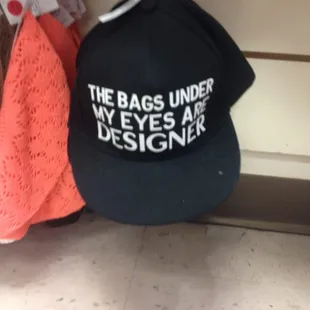 THE BAGS UNDER
MY EYES ARE
DESIGNER